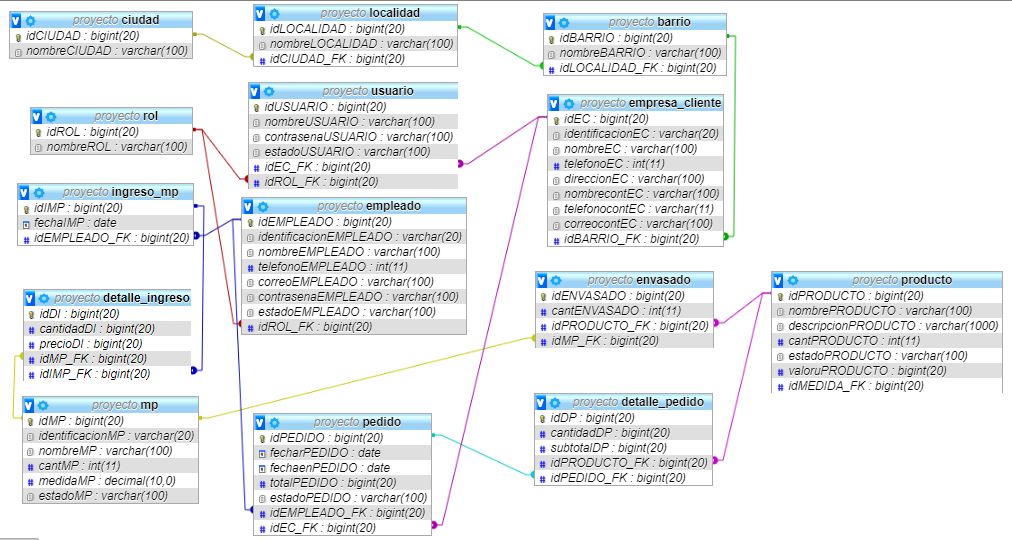 proyecto ciudad
idCIUDAD : bigint(20)
nombreCIUDAD : varchar(100)
proyecto localidad
idLOCALIDAD : bigint(20)
nombreLOCALIDAD : varchar(100)
idCIUDAD_FK : bigint(20)
proyecto barrio
idBARRIO : bigint(20)
nombreBARRIO : varchar(100)
idLOCALIDAD_FK : bigint(20)
proyecto rol
idROL : bigint(20)
nombreROL : varchar(100)
proyecto usuario
idUSUARIO : bigint(20)
nombreUSUARIO : varchar(100)
contrasenaUSUARIO : varchar(100)
estadoUSUARIO : varchar(100)
idEC_FK : bigint(20)
idROL_FK : bigint(20)
proyecto empresa_cliente
idEC : bigint(20)
identificacionEC : varchar(20)
nombreEC : varchar(100)
telefonoEC : int(11)
direccionEC : varchar(100)
nombrecontEC : varchar(100)
telefonocontEC : varchar(11)
correocontEC : varchar(100)
idBARRIO_FK : bigint(20)
proyecto ingreso_mp
idIMP : bigint(20)
fechaIMP : date
idEMPLEADO_FK : bigint(20)
proyecto empleado
idEMPLEADO : bigint(20)
identificacionEMPLEADO : varchar(20)
nombreEMPLEADO : varchar(100)
telefonoEMPLEADO : int(11)
correoEMPLEADO : varchar(100)
contrasenaEMPLEADO : varchar(100)
estadoEMPLEADO : varchar(100)
idROL_FK : bigint(20)
proyecto envasado
idENVASADO : bigint(20)
cantENVASADO : int(11)
idPRODUCTO_FK : bigint(20)
idMP_FK : bigint(20)
proyecto producto
idPRODUCTO : bigint(20)
nombrePRODUCTO : varchar(100)
descripcionPRODUCTO : varchar(1000)
cantPRODUCTO : int(11)
estadoPRODUCTO : varchar(100)
valoruPRODUCTO : bigint(20)
idMEDIDA_FK : bigint(20)
proyecto detalle_ingreso
idDI : bigint(20)
cantidadDI : bigint(20)
precioDI : bigint(20)
idMP_FK : bigint(20)
idIMP_FK : bigint(20)
proyecto mp
idMP : bigint(20)
identificacionMP : varchar(20)
nombreMP : varchar(100)
cantMP : int(11)
medidaMP : decimal(10,0)
estadoMP : varchar(100)
proyecto pedido
idPEDIDO : bigint(20)
fecharPEDIDO : date
fechaenPEDIDO : date
totalPEDIDO : bigint(20)
estadoPEDIDO : varchar(100)
idEMPLEADO_FK : bigint(20)
idEC_FK : bigint(20)
proyecto detalle_pedido
idDP : bigint(20)
cantidadDP : bigint(20)
subtotalDP : bigint(20)
idPRODUCTO_FK : bigint(20)
idPEDIDO_FK : bigint(20)